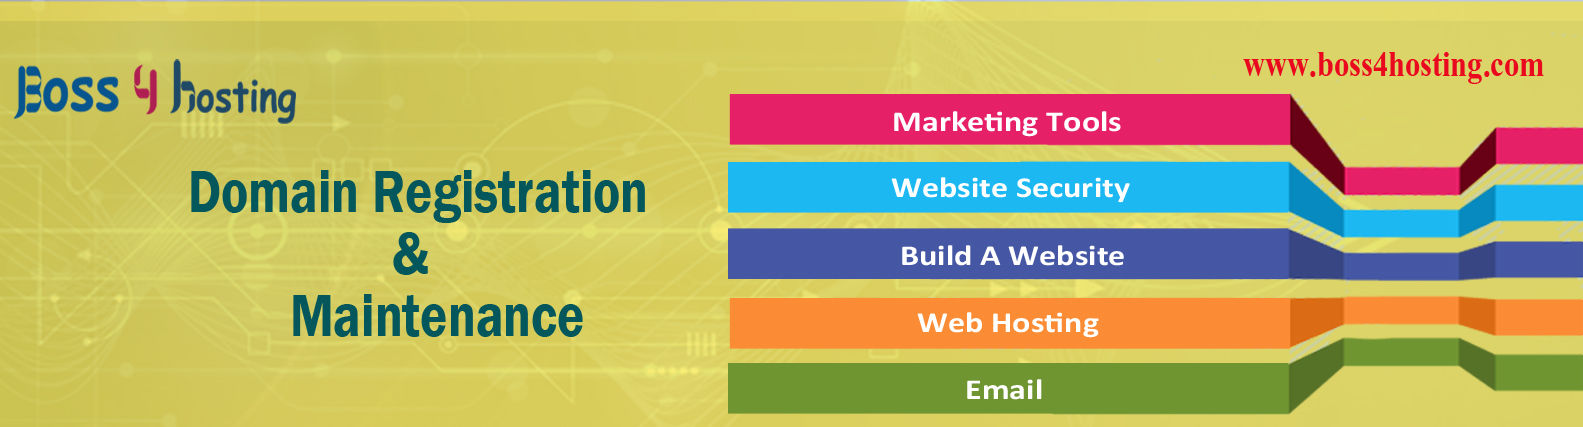 Boss 4 hosting
www.boss4hosting.com
Domain Registration
&
Maintenance
Marketing Tools
Website Security
Build A Website
Web Hosting
Email